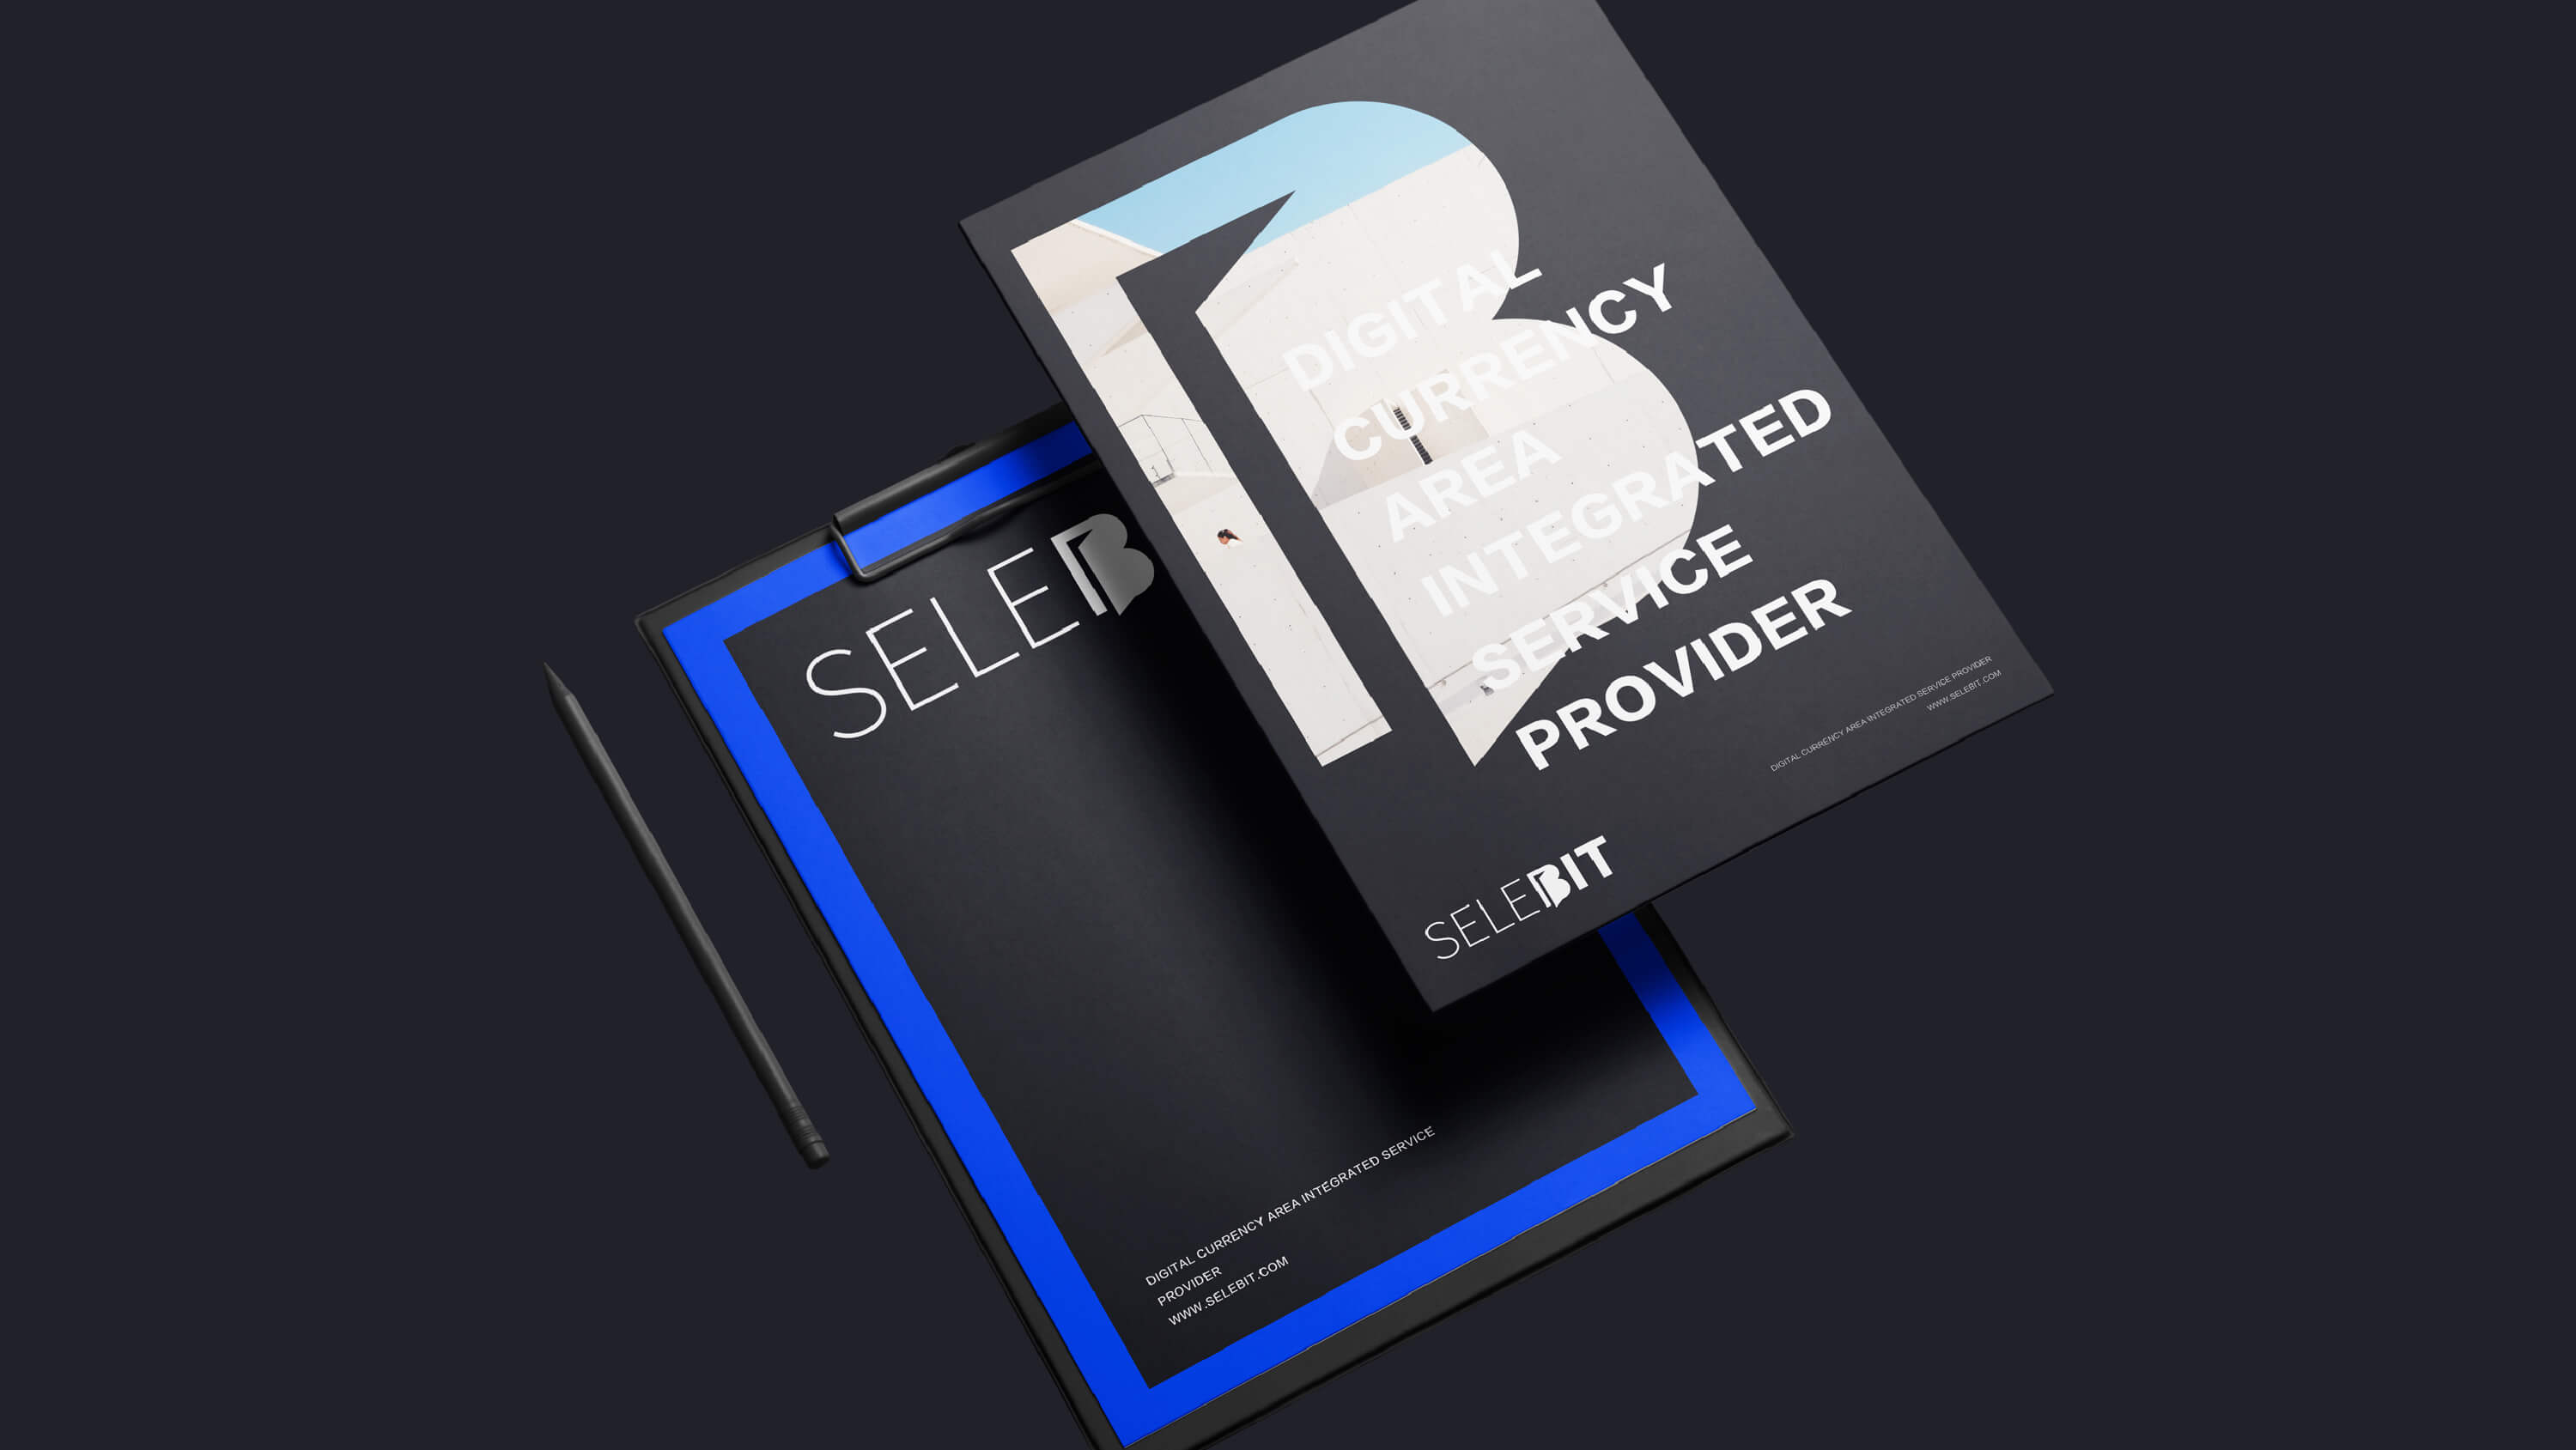 DIGITAL
CURRENCY
AREA
INTEGRATED
SERVICE
PROVIDER
DIGITAL CURRENCY AREA INTEGRATED SERVICE PROVIDER
WWW.SELEBIT.COM
SELEBIT
SELEB
DIGITAL CURRENCY AREA INTEGRATED SERVICE
PROVIDER
WWW.SELEBIT.COM